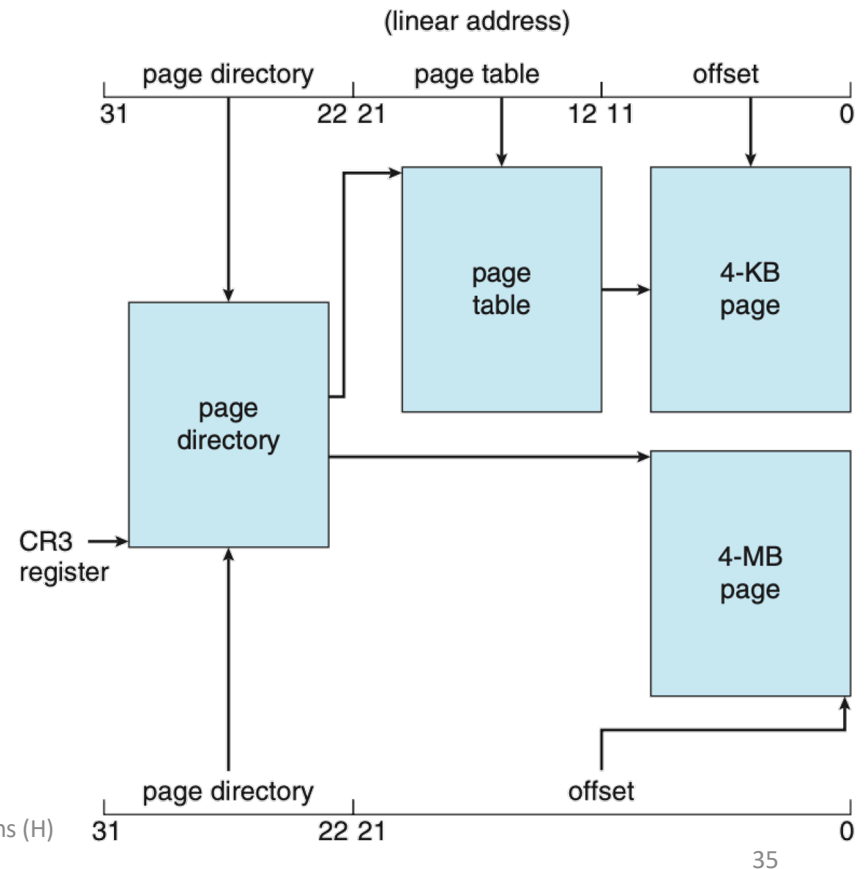 (linear address)
page directory page table offset
31 22 21 12 11 0
page
table
4-KB
page
page
directory
CR3
register
4-MB
page
page directory offset
31 22 21 0
ns (H)
35